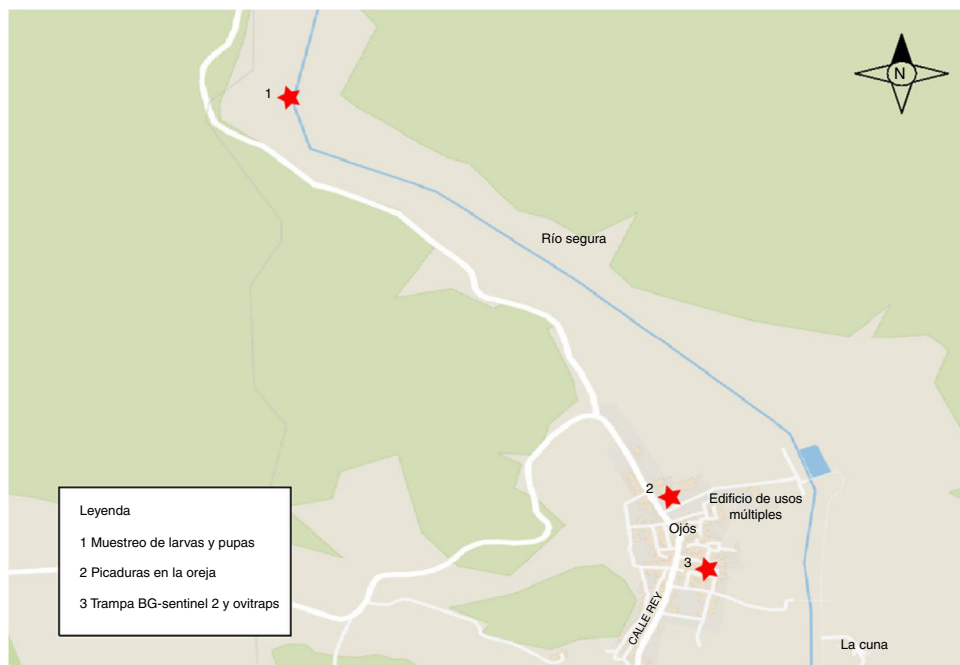 N
1
Río segura
2
Edificio de usos
múltiples
Ojós
3
CALLE REY
La cuna
Leyenda
1 Muestreo de larvas y pupas
2 Picaduras en la oreja
3 Trampa BG-sentinel 2 y ovitraps